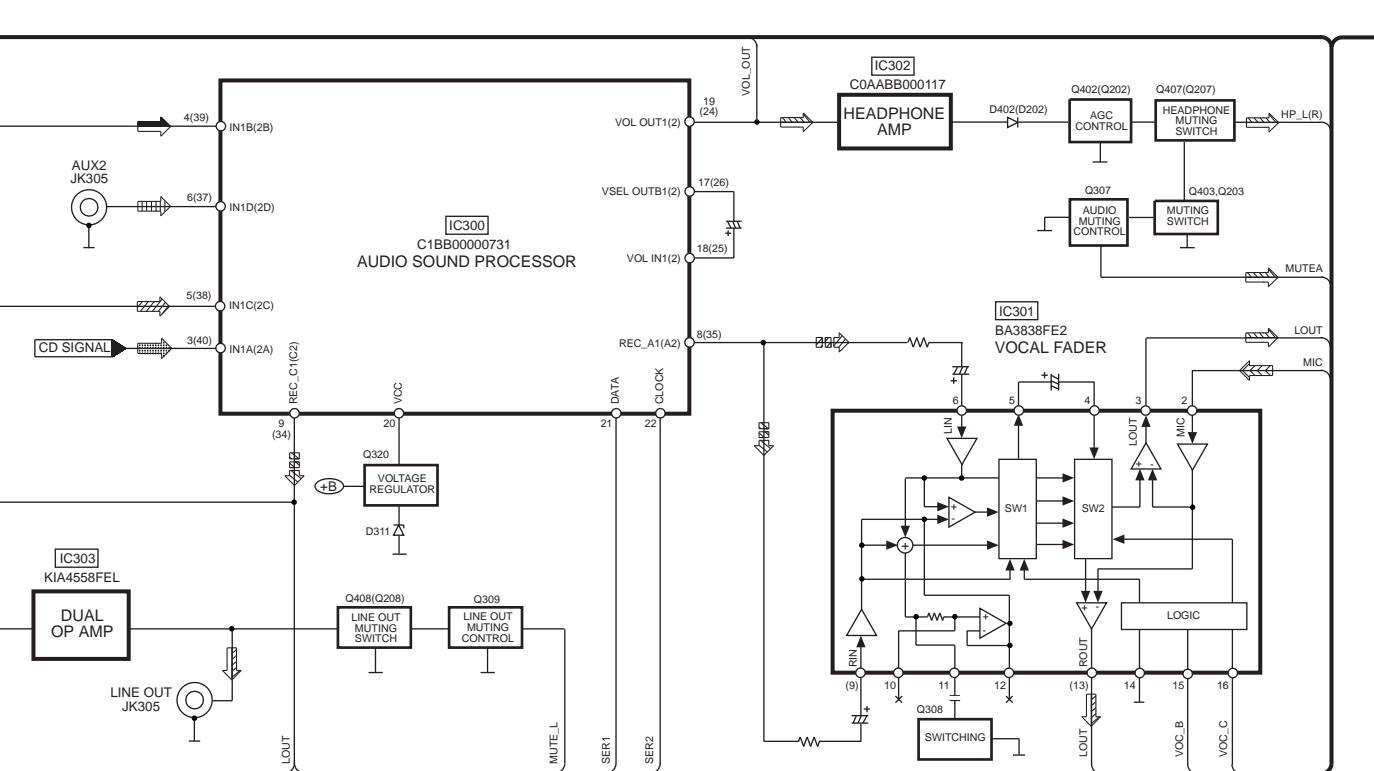 VOL_OUT
IC302
C0AABB000117
HEADPHONE
AMP
D402(D202)
Q402(Q202)
AGC
CONTROL
Q407(Q207)
HEADPHONE
MUTING
SWITCH
HP_L(R)
4(39)
IN1B(2B)
19
(24)
VOL OUT1(2)
AUX2
JK305
6(37)
IN1D(2D)
17(26)
VSEL OUTB1(2)
+
18(25)
VOL IN1(2)
IC300
C1BB00000731
AUDIO SOUND PROCESSOR
Q307
AUDIO
MUTING
CONTROL
Q403,Q203
MUTING
SWITCH
MUTEA
5(38)
IN1C(2C)
CD SIGNAL
3(40)
IN1A(2A)
8(35)
REC_A1(A2)
IC301
BA3838FE2
VOCAL FADER
LOUT
MIC
REC_C1(C2)
VCC
DATA
CLOCK
9
(34)
20
21
22
+
+
6
5
4
3
2
LIN
LOUT
MIC
+ -
SW1
SW2
+
-
+
+ -
LOGIC
+
-
RIN
ROUT
(9)
10
11
12
(13)
14
15
16
Q320
+B
VOLTAGE
REGULATOR
D311
IC303
KIA4558FEL
DUAL
OP AMP
Q408(Q208)
LINE OUT
MUTING
SWITCH
Q309
LINE OUT
MUTING
CONTROL
LINE OUT
JK305
LOUT
MUTE_L
SER1
SER2
+
Q308
SWITCHING
LOUT
VOC_B
VOC_C